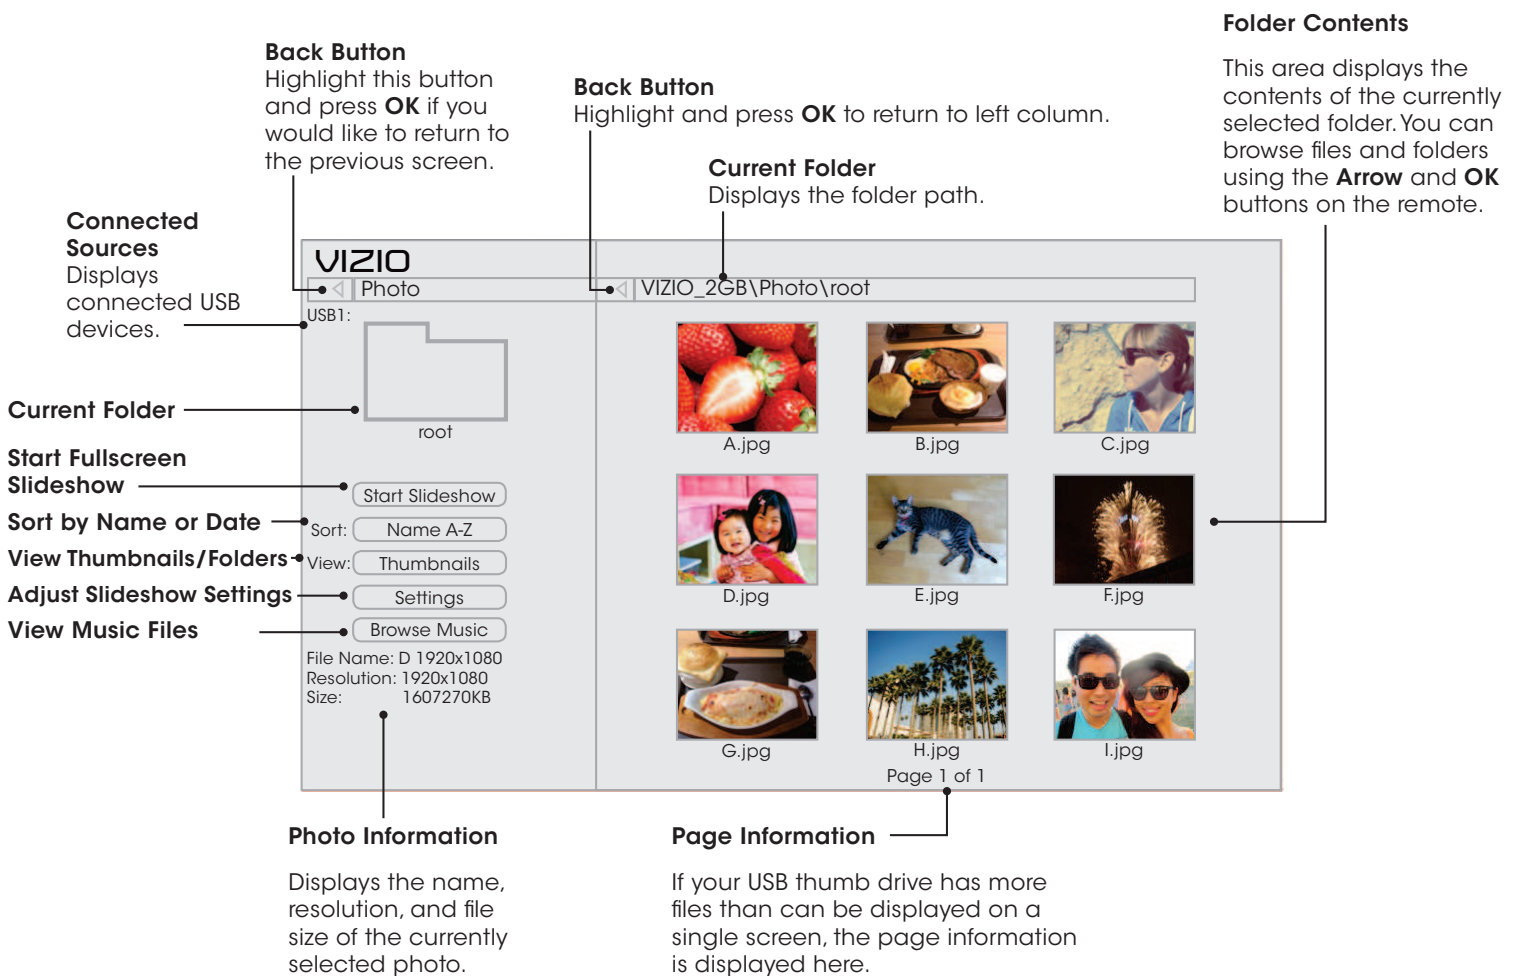 Folder Contents
This area displays the
contents of the currently
selected folder. You can
browse files and folders
using the Arrow and OK
buttons on the remote.
Back Button
Highlight this button
and press OK if you
would like to return to
the previous screen.
Back Button
Highlight and press OK to return to left column.
Current Folder
Displays the folder path.
Connected
Sources
Displays
connected USB
devices.
Current Folder
Start Fullscreen
Slideshow
Sort by Name or Date
View Thumbnails/Folders
Adjust Slideshow Settings
View Music Files
VIZIO
Photo
USB1:
root
Start Slideshow
Sort: Name A-Z
View: Thumbnails
Settings
Browse Music
File Name: D 1920x1080
Resolution: 1920x1080
Size: 1607270KB
VIZIO_2GB\Photo\root
A.jpg
B.jpg
C.jpg
D.jpg
E.jpg
F.jpg
G.jpg
H.jpg
I.jpg
Page 1 of 1
Photo Information
Displays the name,
resolution, and file
size of the currently
selected photo.
Page Information
If your USB thumb drive has more
files than can be displayed on a
single screen, the page information
is displayed here.